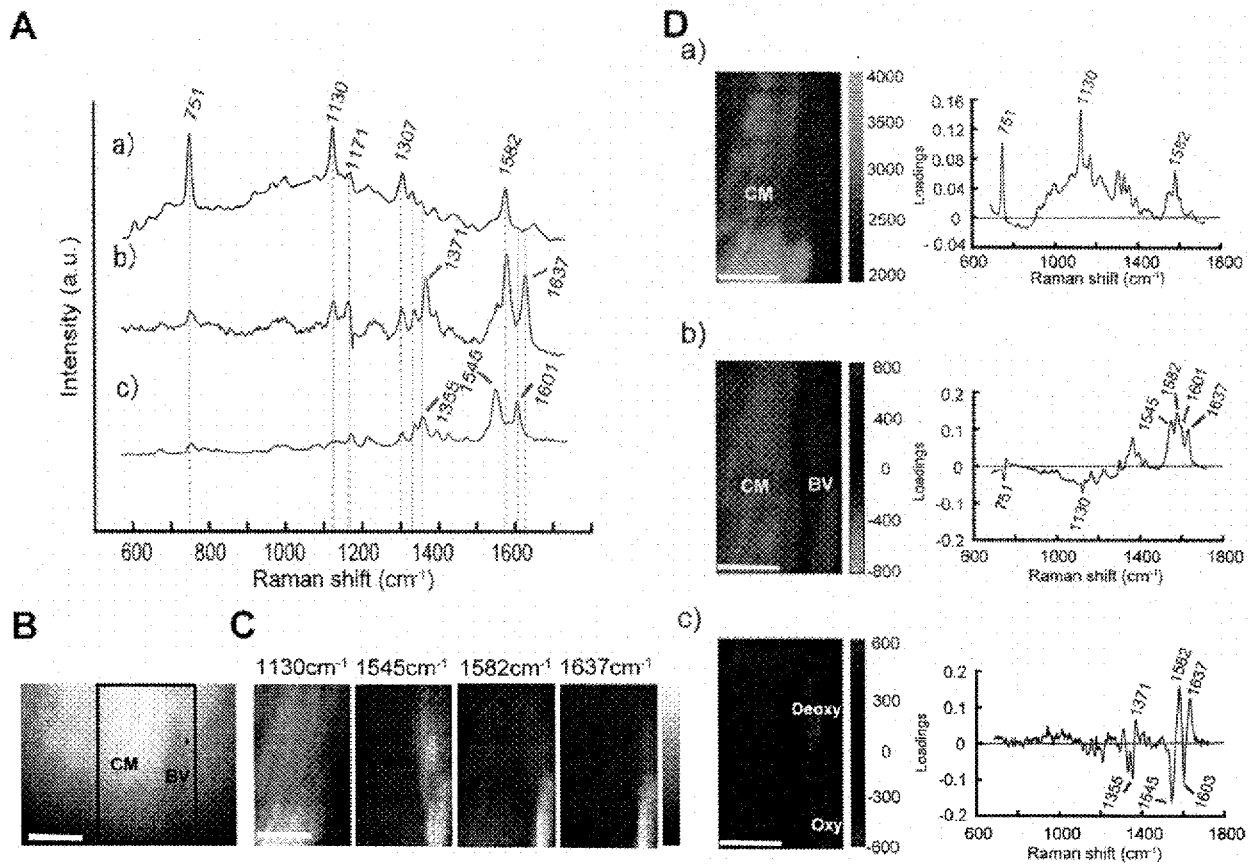 A
a)
751
1130
1171
1307
1582
b)
1371
1637
c)
1355
1545
1601
Intensity (a.u.)
600 800 1000 1200 1400 1600
Raman shift (cm⁻¹)
B
CM
BV
C
1130cm⁻¹ 1545cm⁻¹ 1582cm⁻¹ 1637cm⁻¹
D
a)
CM
4000
3500
3000
2500
2000
Loadings
0.16
0.12
0.08
0.04
0
-0.04
751
1130
1582
600 1000 1400 1800
Raman shift (cm⁻¹)
b)
CM
BV
800
400
0
-400
-800
Loadings
0.2
0.1
0
-0.1
-0.2
751
1130
1545
1582
1601
1637
600 1000 1400 1800
Raman shift (cm⁻¹)
c)
Deoxy
Oxy
600
300
0
-300
-600
Loadings
0.2
0.1
0
-0.1
-0.2
1355
1371
1545
1582
1637
1603
600 1000 1400 1800
Raman shift (cm⁻¹)